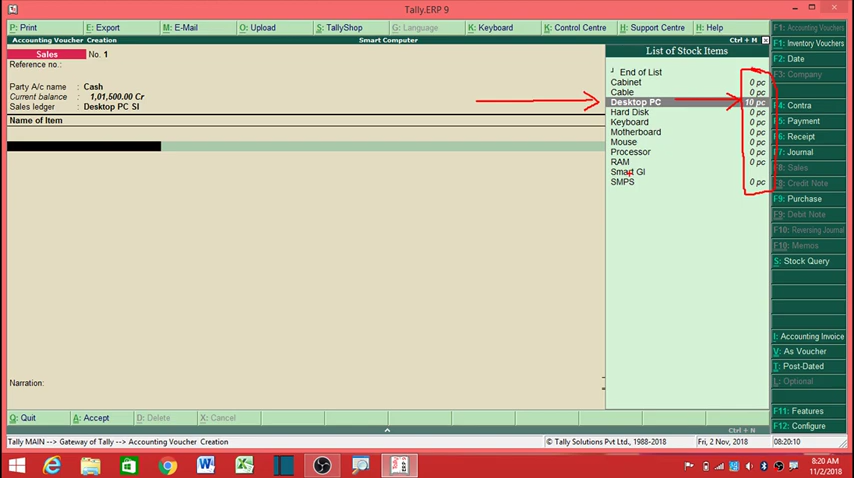 Tally.ERP 9
P: Print
E: Export
M: E-Mail
O: Upload
S: TallyShop
G: Language
K: Keyboard
K: Control Centre
H: Support Centre
H: Help
F1: Accounting Vouchers
Accounting Voucher Creation
Smart Computer
Ctrl + M
F1: Inventory Vouchers
F2: Date
F3: Company
F4: Contra
F5: Payment
F6: Receipt
F7: Journal
F8: Sales
F8: Credit Note
F9: Purchase
F9: Debit Note
F10: Reversing Journal
F10: Memos
S: Stock Query
I: Accounting Invoice
V: As Voucher
T: Post-Dated
L: Optional
F11: Features
F12: Configure
Sales No. 1
Reference no.:
Party A/c name : Cash
Current balance : 1,01,500.00 Cr
Sales ledger : Desktop PC SI
Name of Item
List of Stock Items
End of List
Cabinet 0 pc
Cable 0 pc
Desktop PC 10 pc
Hard Disk 0 pc
Keyboard 0 pc
Motherboard 0 pc
Mouse 0 pc
Processor 0 pc
RAM 0 pc
Smart GI
SMPS 0 pc
Narration:
Q: Quit
A: Accept
D: Delete
X: Cancel
Ctrl + N
Tally MAIN --> Gateway of Tally --> Accounting Voucher Creation
© Tally Solutions Pvt Ltd., 1988-2018
Fri, 2 Nov, 2018
08:20:10
8:20 AM
11/2/2018